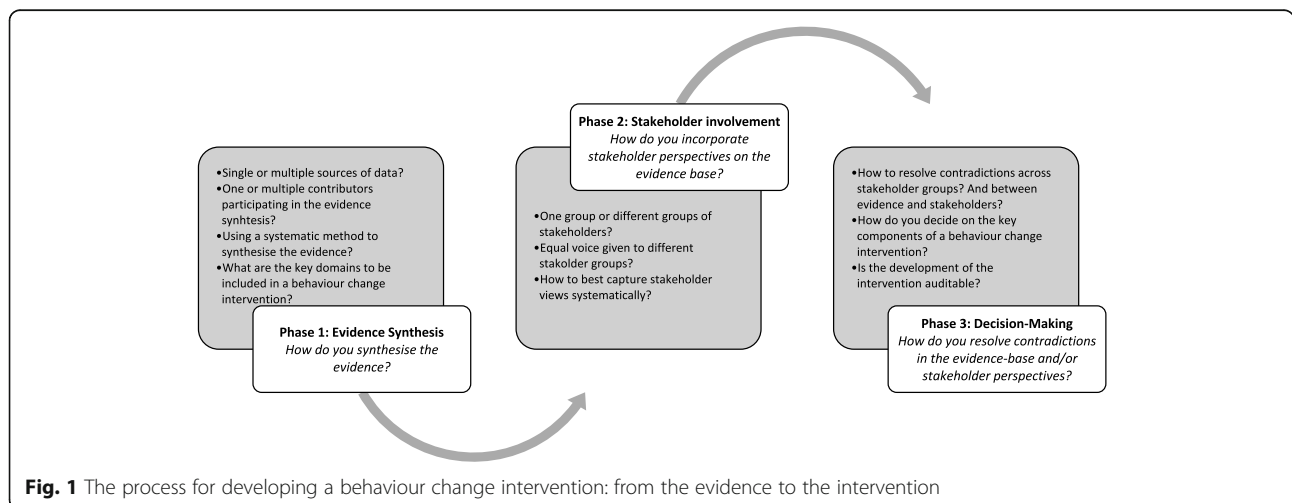 •Single or multiple sources of data?
•One or multiple contributors
participating in the evidence
synhtesis?
•Using a systematic method to
synthesise the evidence?
•What are the key domains to be
included in a behaviour change
intervention?
Phase 1: Evidence Synthesis
How do you synthesise the
evidence?
Phase 2: Stakeholder involvement
How do you incorporate
stakeholder perspectives on the
evidence base?
•One group or different groups of
stakeholders?
•Equal voice given to different
stakolder groups?
•How to best capture stakeholder
views systematically?
•How to resolve contradictions across
stakeholder groups? And between
evidence and stakeholders?
•How do you decide on the key
components of a behaviour change
intervention?
•Is the development of the
intervention auditable?
Phase 3: Decision-Making
How do you resolve contradictions
in the evidence-base and/or
stakeholder perspectives?
Fig. 1 The process for developing a behaviour change intervention: from the evidence to the intervention